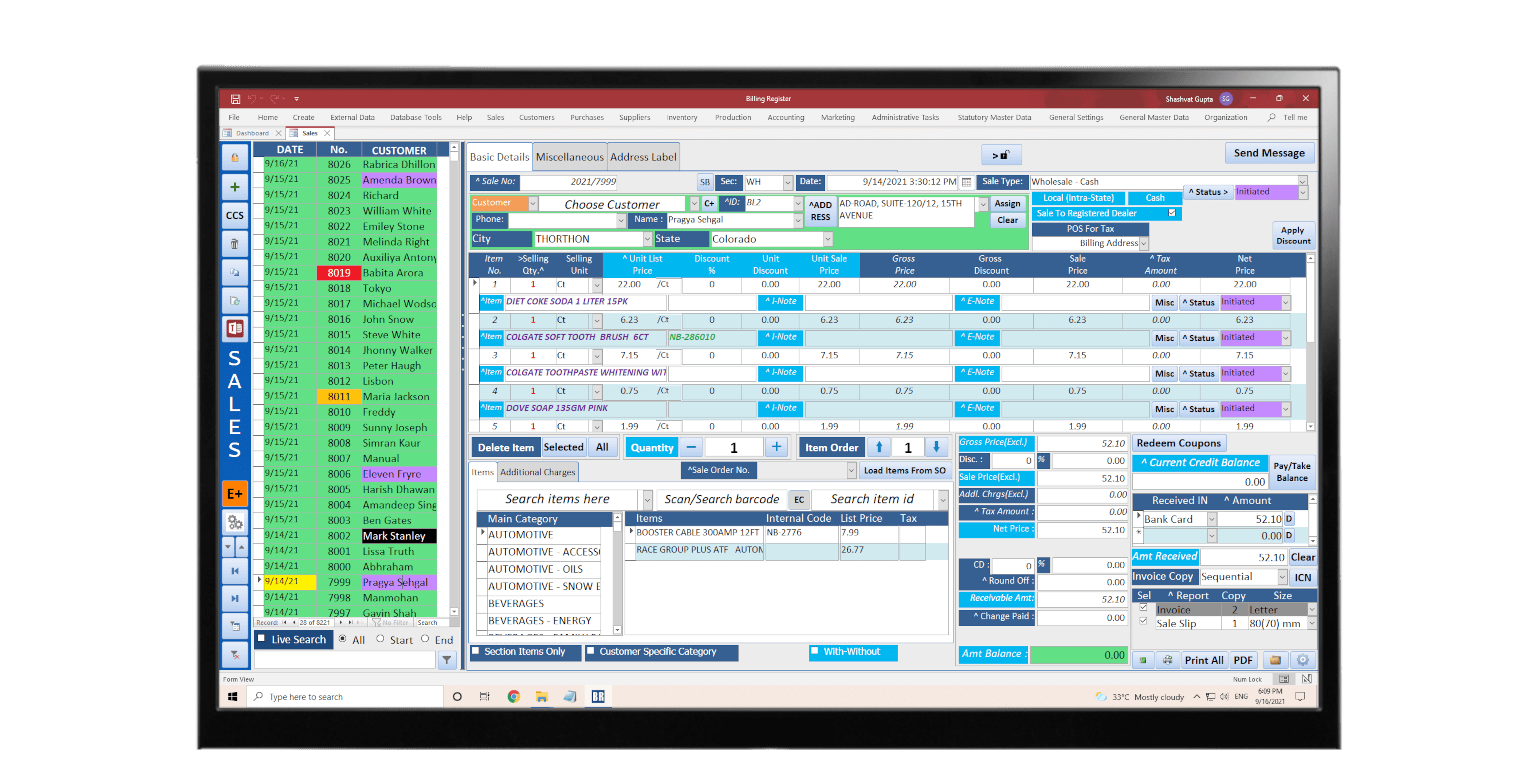 Billing Register
Shashvat Gupta SG
File Home Create External Data Database Tools Help Sales Customers Purchases Suppliers Inventory Production Accounting Marketing Administrative Tasks Statutory Master Data General Settings General Master Data Organization Tell me
Dashboard Sales
DATE No. CUSTOMER
9/16/21 8026 Rabrica Dhillon
9/15/21 8025 Amenda Brown
9/15/21 8024 Richard
9/15/21 8023 William White
9/15/21 8022 Emiley Stone
9/15/21 8021 Melinda Right
9/15/21 8020 Auxiliya Antony
9/15/21 8019 Babita Arora
9/15/21 8018 Tokyo
9/15/21 8017 Michael Wodso
9/15/21 8016 John Snow
9/15/21 8015 Steve White
9/15/21 8014 Jhonny Walker
9/15/21 8013 Peter Haugh
9/15/21 8012 Lisbon
9/15/21 8011 Maria Jackson
9/15/21 8010 Freddy
9/15/21 8009 Sunny Joseph
9/15/21 8008 Simran Kaur
9/15/21 8007 Manual
9/15/21 8006 Eleven Fryre
9/15/21 8005 Harish Dhawan
9/15/21 8004 Amandeep Sing
9/15/21 8003 Ben Gates
9/14/21 8002 Mark Stanley
9/14/21 8001 Lissa Truth
9/14/21 8000 Abhraham
9/14/21 7999 Pragya Sehgal
9/14/21 7998 Manmohan
9/14/21 7997 Gavin Shah
Record: 28 of 8221 No Filter Search
Live Search All Start End
CCS
SALES
E+
Basic Details Miscellaneous Address Label
>
Send Message
^ Sale No: 2021/7999 SB Sec: WH Date: 9/14/2021 3:30:12 PM Sale Type: Wholesale - Cash
Customer Choose Customer C+ ^ID: BI.2 ^ADDRESS AD-ROAD, SUITE-120/12, 15TH AVENUE Assign Clear
Phone: Name : Pragya Sehgal
City THORTHON State Colorado
Local (Intra-State) Cash ^ Status > Initiated
Sale To Registered Dealer
POS For Tax
Billing Address
Apply Discount
Item No. >Selling Qty.^ Selling Unit ^ Unit List Price Discount % Unit Discount Unit Sale Price Gross Price Gross Discount Sale Price ^ Tax Amount Net Price
1 1 Ct 22.00 /Ct 0 0.00 22.00 22.00 0.00 22.00 0.00 22.00
^Item DIET COKE SODA 1 LITER 15PK ^ I-Note ^ E-Note Misc ^ Status Initiated
2 1 Ct 6.23 /Ct 0 0.00 6.23 6.23 0.00 6.23 0.00 6.23
^Item COLGATE SOFT TOOTH BRUSH 6CT NB-286010 ^ I-Note ^ E-Note Misc ^ Status Initiated
3 1 Ct 7.15 /Ct 0 0.00 7.15 7.15 0.00 7.15 0.00 7.15
^Item COLGATE TOOTHPASTE WHITENING WIT ^ I-Note ^ E-Note Misc ^ Status Initiated
4 1 Ct 0.75 /Ct 0 0.00 0.75 0.75 0.00 0.75 0.00 0.75
^Item DOVE SOAP 135GM PINK ^ I-Note ^ E-Note Misc ^ Status Initiated
5 1 Ct 1.99 /Ct 0 0.00 1.99 1.99 0.00 1.99 0.00 1.99
Delete Item Selected All Quantity − 1 + Item Order 1
Items Additional Charges ^Sale Order No. Load Items From SO
Search items here Scan/Search barcode EC Search item id
Main Category
AUTOMOTIVE
AUTOMOTIVE - ACCESS
AUTOMOTIVE - OILS
AUTOMOTIVE - SNOW E
BEVERAGES
BEVERAGES - ENERGY
Items Internal Code List Price Tax
BOOSTER CABLE 300AMP 12FT NB-2776 7.99
RACE GROUP PLUS ATF AUTOM 26.77
Section Items Only Customer Specific Category With-Without
Gross Price(Excl.) 52.10
Disc. : 0 % 0.00
Sale Price(Excl.) 52.10
Addl. Chrgs(Excl.) 0.00
^ Tax Amount : 0.00
Net Price : 52.10
CD : 0 % 0.00
^ Round Off : 0.00
Receivable Amt: 52.10
^ Change Paid : 0.00
Amt Balance : 0.00
Redeem Coupons
^ Current Credit Balance Pay/Take Balance
0.00
Received IN ^ Amount
Bank Card 52.10 D
0.00 D
Amt Received 52.10 Clear
Invoice Copy Sequential ICN
Sel ^ Report Copy Size
Invoice 2 Letter
Sale Slip 1 80(70) mm
Print All PDF
Form View Num Lock
Type here to search
33°C Mostly cloudy ENG 6:09 PM
9/16/2021